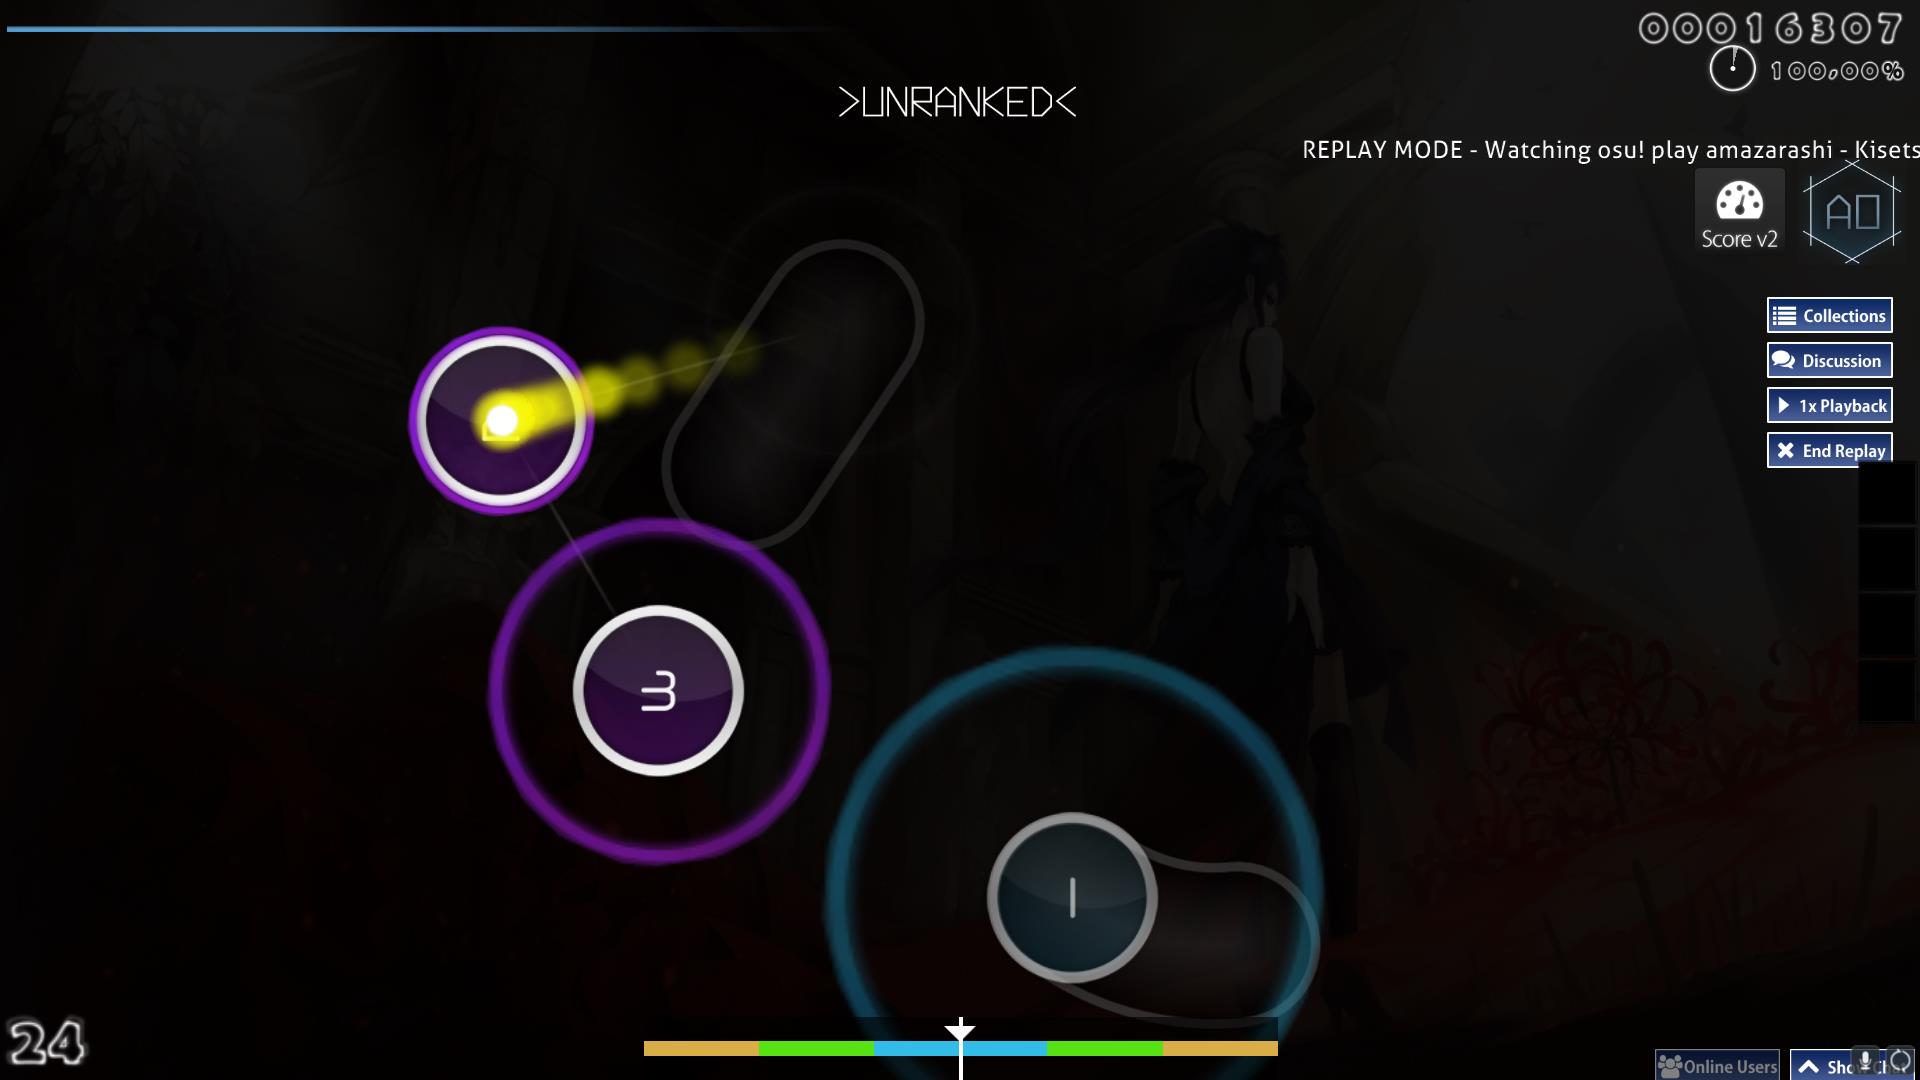 00016307
100,00%
>UNRANKED<
REPLAY MODE - Watching osu! play amazarashi - Kisets
Score v2
AO
Collections
Discussion
1x Playback
End Replay
3
1
24
Online Users